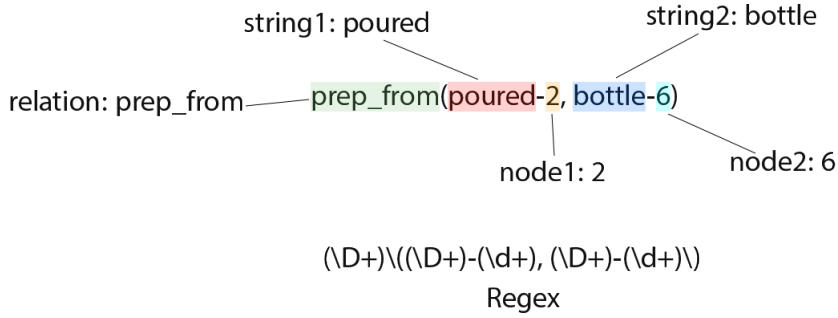 string1: poured
string2: bottle
relation: prep_from
prep_from(poured-2, bottle-6)
node1: 2
node2: 6
(\D+)\((\D+)-(\d+), (\D+)-(\d+)\)
Regex